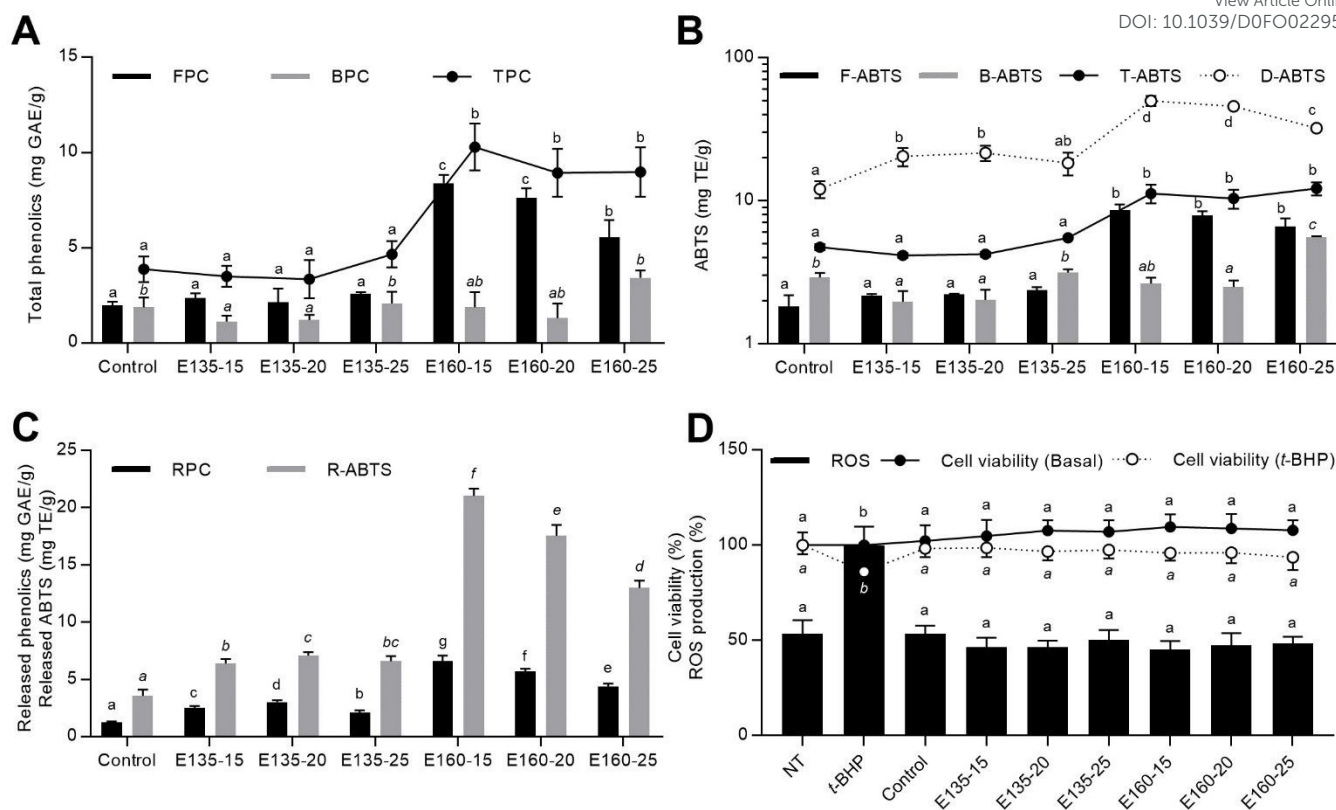 View Article Onli
DOI: 10.1039/D0FO02295
A
15
10
5
0
Total phenolics (mg GAE/g)
FPC BPC TPC
a a b a a a a a a a a b c b ab c b ab b b b
Control E135-15 E135-20 E135-25 E160-15 E160-20 E160-25
B
100
10
1
ABTS (mg TE/g)
F-ABTS B-ABTS T-ABTS D-ABTS
a a a b b a a a b a a a ab a a b d b b ab d b b a c b b c
Control E135-15 E135-20 E135-25 E160-15 E160-20 E160-25
C
25
20
15
10
5
0
Released phenolics (mg GAE/g)
Released ABTS (mg TE/g)
RPC R-ABTS
a a c b d c b bc g f f e e d
Control E135-15 E135-20 E135-25 E160-15 E160-20 E160-25
D
150
100
50
0
Cell viability (%)
ROS production (%)
ROS Cell viability (Basal) Cell viability (t-BHP)
a b a a a a a a a
a b a a a a a a a
a a a a a a a a
NT t-BHP Control E135-15 E135-20 E135-25 E160-15 E160-20 E160-25